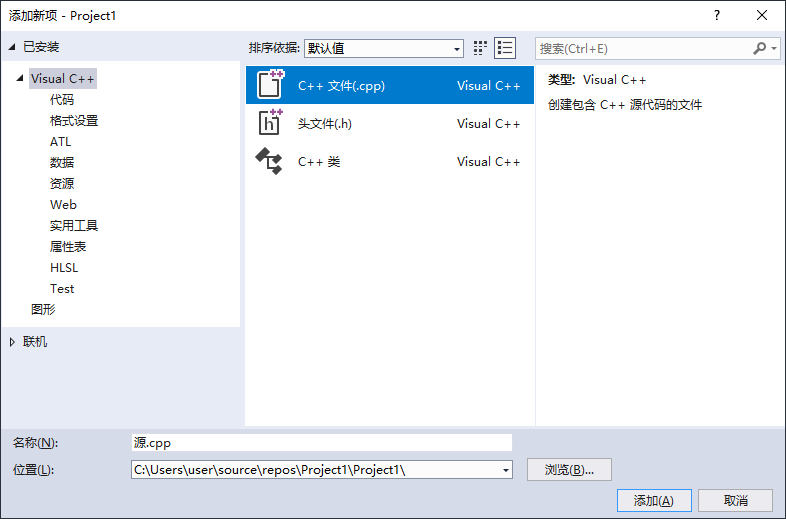 添加新项 - Project1
?
已安装
排序依据: 默认值
搜索(Ctrl+E)
Visual C++
代码
格式设置
ATL
数据
资源
Web
实用工具
属性表
HLSL
Test
图形
联机
C++ 文件(.cpp) Visual C++
头文件(.h) Visual C++
C++ 类 Visual C++
类型: Visual C++
创建包含 C++ 源代码的文件
名称(N): 源.cpp
位置(L): C:\Users\user\source\repos\Project1\Project1\ 浏览(B)...
添加(A) 取消